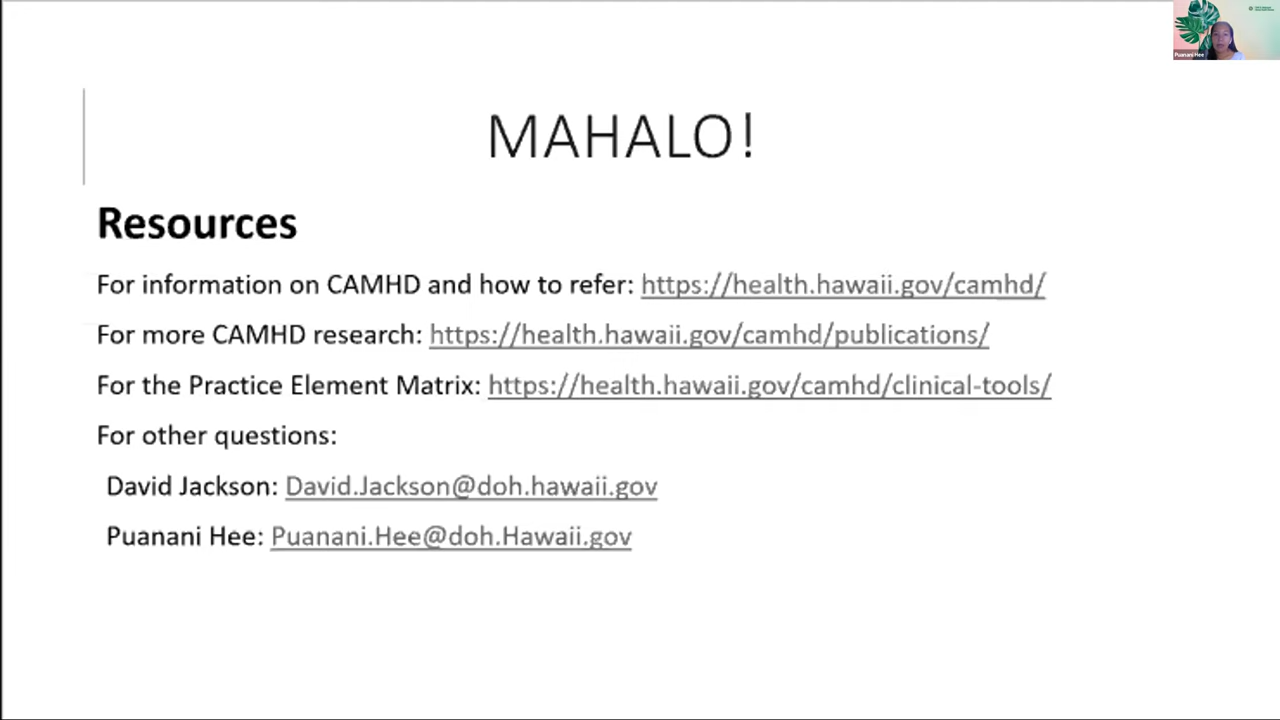 MAHALO!
Resources
For information on CAMHD and how to refer: https://health.hawaii.gov/camhd/
For more CAMHD research: https://health.hawaii.gov/camhd/publications/
For the Practice Element Matrix: https://health.hawaii.gov/camhd/clinical-tools/
For other questions:
David Jackson: David.Jackson@doh.hawaii.gov
Puanani Hee: Puanani.Hee@doh.Hawaii.gov
Puanani Hee